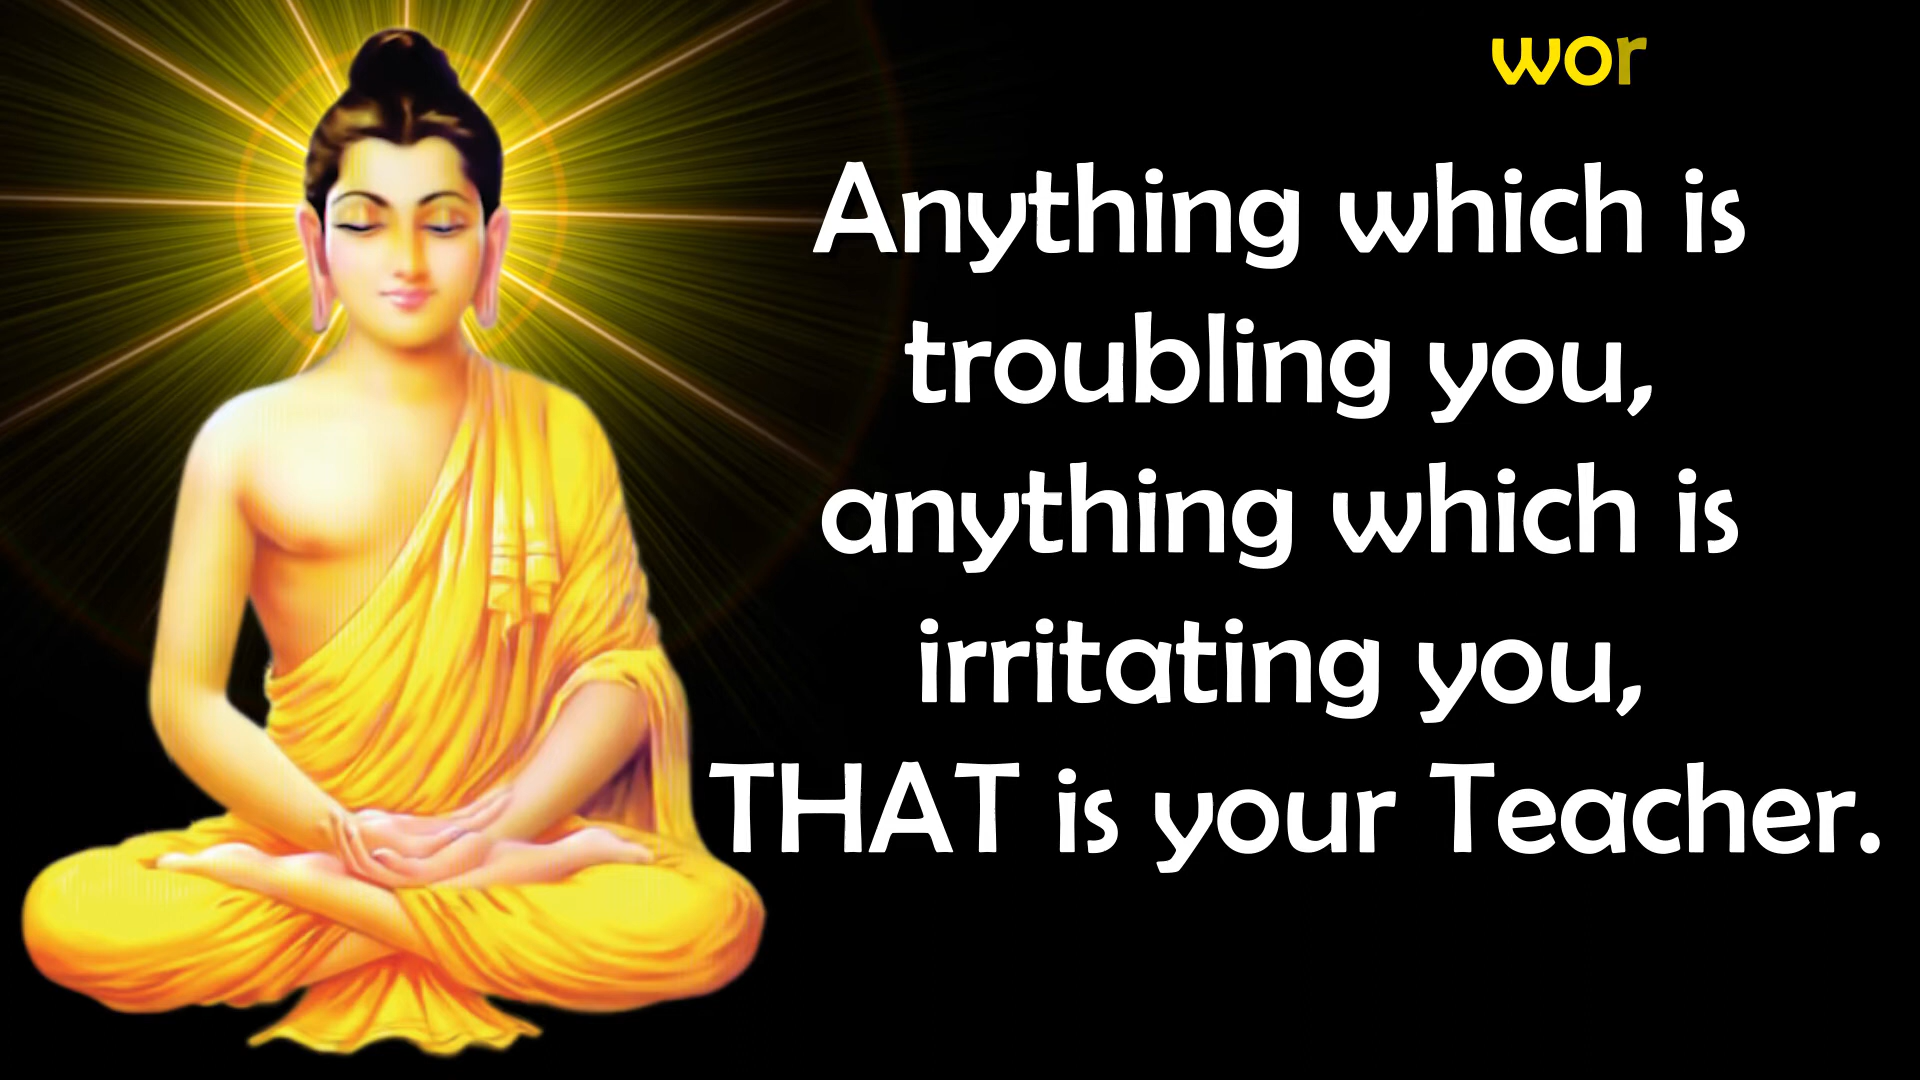 wor
Anything which is
troubling you,
anything which is
irritating you,
THAT is your Teacher.